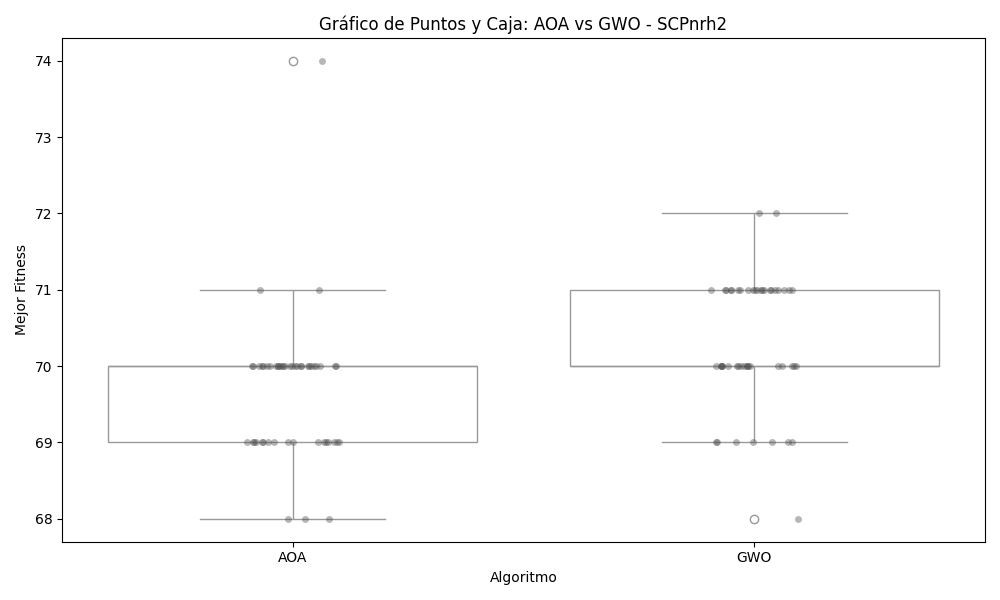 Gráfico de Puntos y Caja: AOA vs GWO - SCPnrh2
74
73
72
71
70
69
68
Mejor Fitness
AOA
GWO
Algoritmo